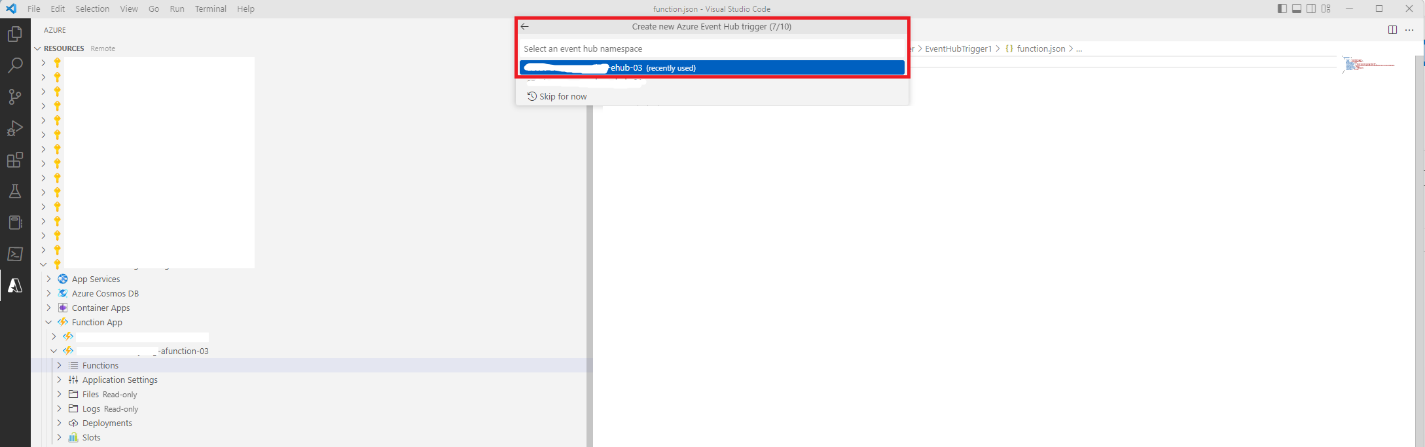 File Edit Selection View Go Run Terminal Help
function.json - Visual Studio Code
AZURE
Create new Azure Event Hub trigger (7/10)
RESOURCES Remote
Select an event hub namespace
EventHubTrigger1 > {} function.json > ...
-ehub-03 (recently used)
Skip for now
App Services
Azure Cosmos DB
Container Apps
Function App
-afunction-03
Functions
Application Settings
Files Read-only
Logs Read-only
Deployments
Slots